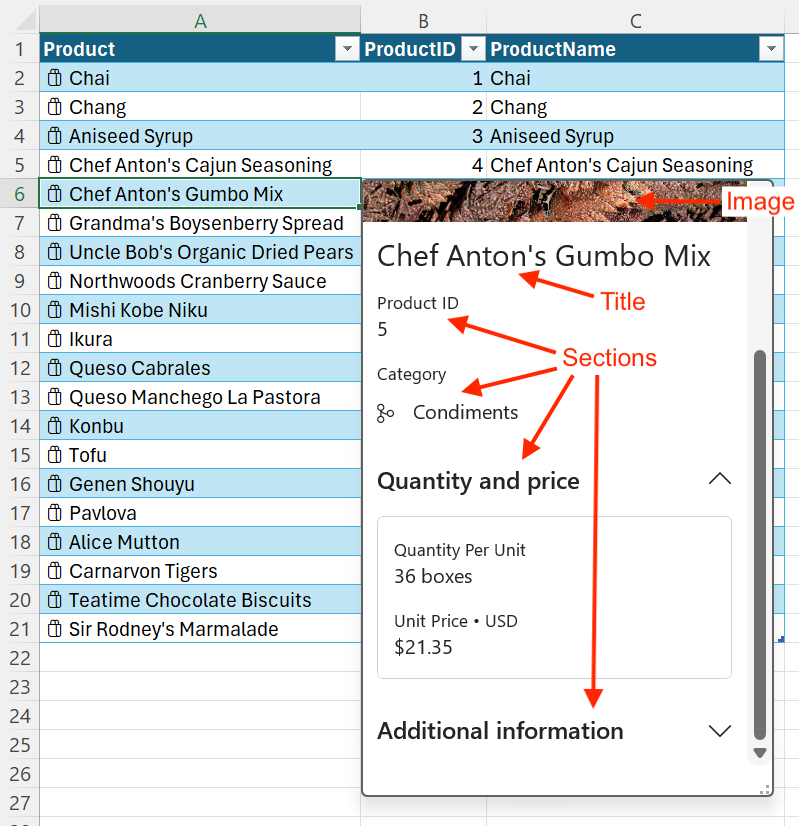 A B C
1 Product ProductID ProductName
2 Chai 1 Chai
3 Chang 2 Chang
4 Aniseed Syrup 3 Aniseed Syrup
5 Chef Anton's Cajun Seasoning 4 Chef Anton's Cajun Seasoning
6 Chef Anton's Gumbo Mix
Image
7 Grandma's Boysenberry Spread
8 Uncle Bob's Organic Dried Pears
9 Northwoods Cranberry Sauce
10 Mishi Kobe Niku
11 Ikura
12 Queso Cabrales
13 Queso Manchego La Pastora
14 Konbu
15 Tofu
16 Genen Shouyu
17 Pavlova
18 Alice Mutton
19 Carnarvon Tigers
20 Teatime Chocolate Biscuits
21 Sir Rodney's Marmalade
22
23
24
25
26
27
Chef Anton's Gumbo Mix
Title
Product ID
5
Sections
Category
Condiments
Quantity and price
Quantity Per Unit
36 boxes
Unit Price • USD
$21.35
Additional information